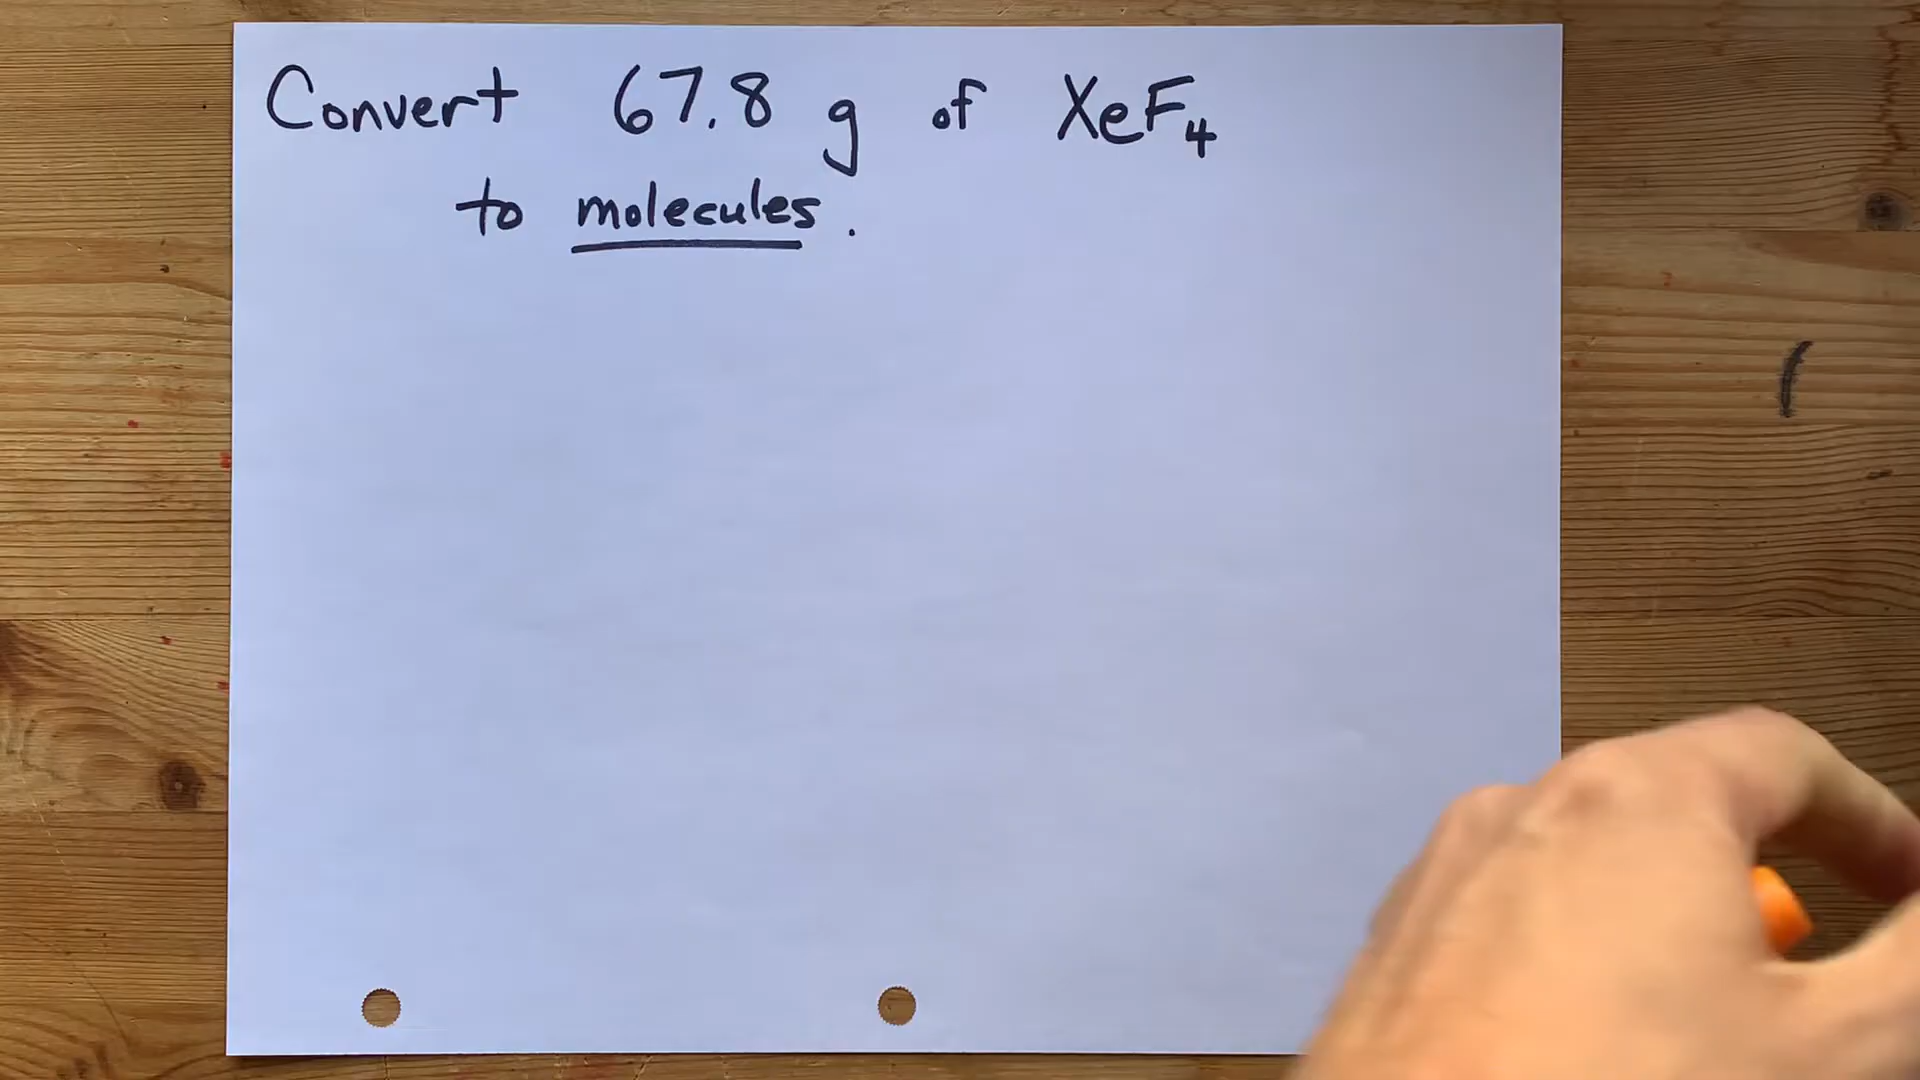 Convert 67.8 g of XeF₄
to molecules.